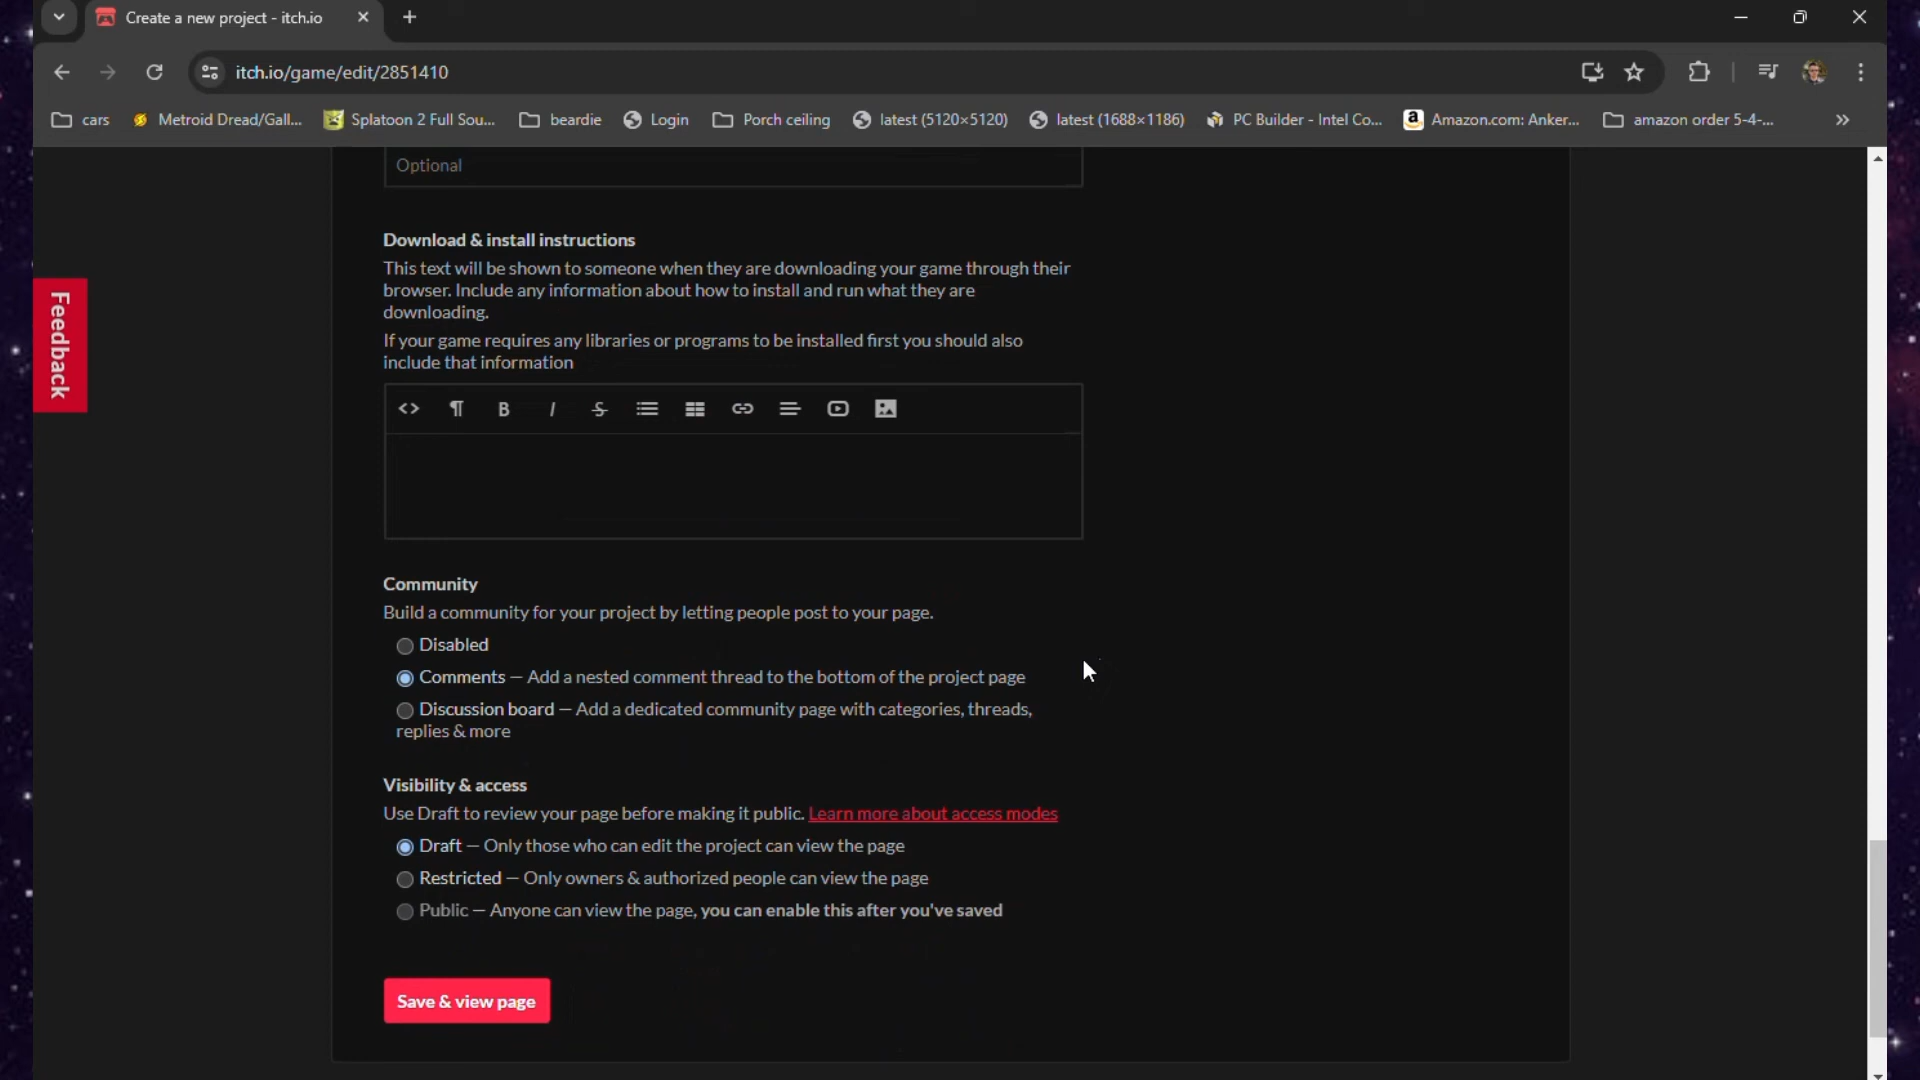 Create a new project - itch.io
itch.io/game/edit/2851410
cars
Metroid Dread/Gall...
Splatoon 2 Full Sou...
beardie
Login
Porch ceiling
latest (5120×5120)
latest (1688×1186)
PC Builder - Intel Co...
Amazon.com: Anker...
amazon order 5-4-...
Optional
Feedback
Download & install instructions
This text will be shown to someone when they are downloading your game through their
browser. Include any information about how to install and run what they are
downloading.
If your game requires any libraries or programs to be installed first you should also
include that information
Community
Build a community for your project by letting people post to your page.
Disabled
Comments — Add a nested comment thread to the bottom of the project page
Discussion board — Add a dedicated community page with categories, threads,
replies & more
Visibility & access
Use Draft to review your page before making it public. Learn more about access modes
Draft — Only those who can edit the project can view the page
Restricted — Only owners & authorized people can view the page
Public — Anyone can view the page, you can enable this after you've saved
Save & view page